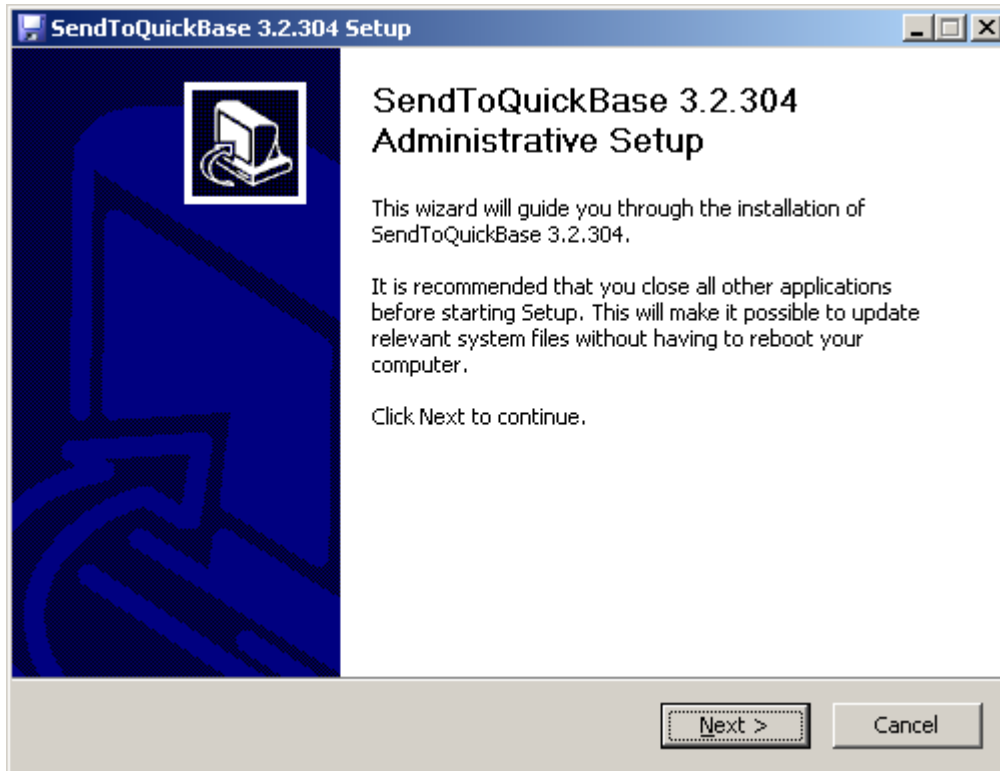 SendToQuickBase 3.2.304 Setup
SendToQuickBase 3.2.304
Administrative Setup
This wizard will guide you through the installation of
SendToQuickBase 3.2.304.
It is recommended that you close all other applications
before starting Setup. This will make it possible to update
relevant system files without having to reboot your
computer.
Click Next to continue.
Next >
Cancel